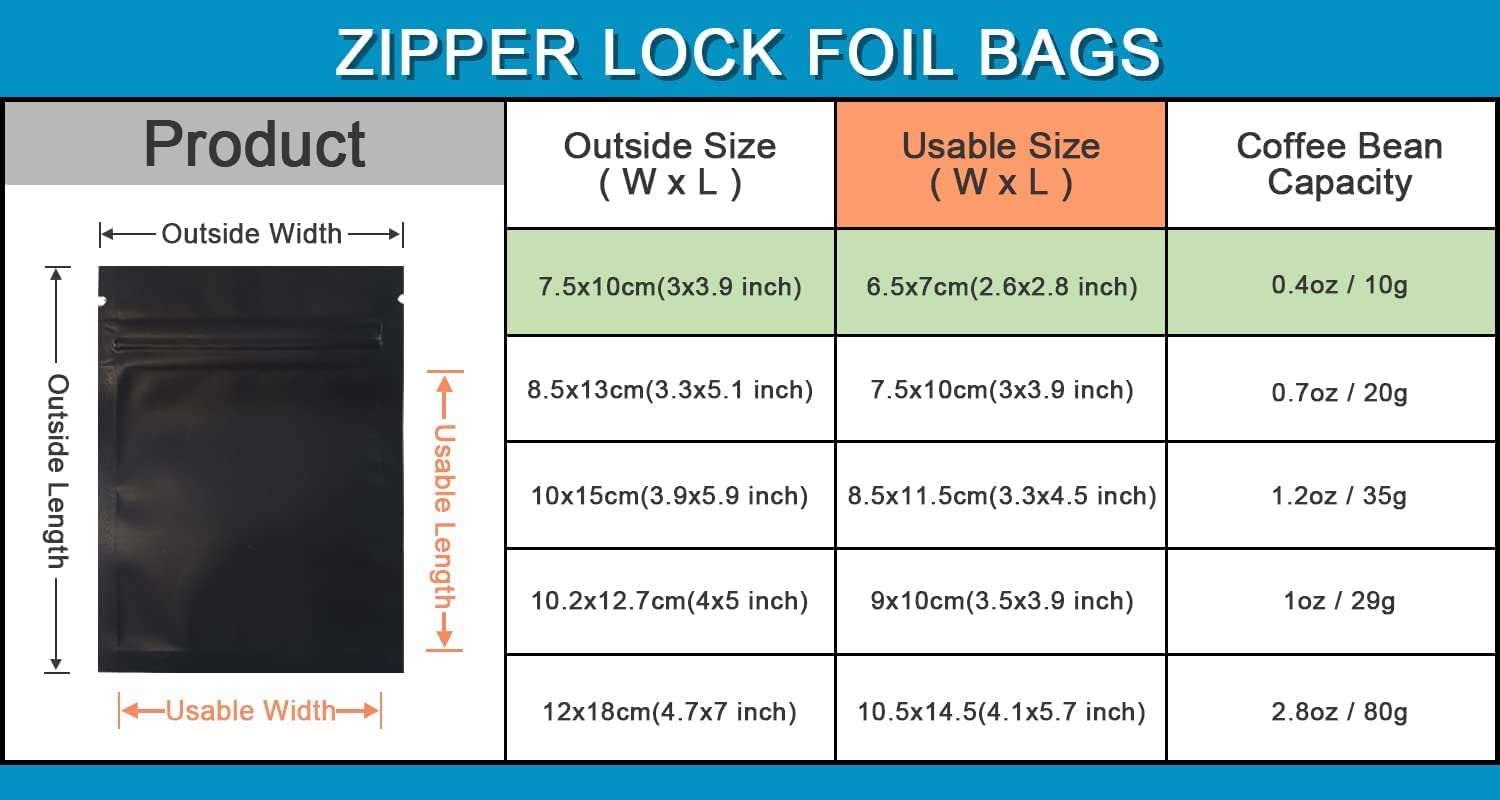 ZIPPER LOCK FOIL BAGS
Product
Outside Size
( W x L )
Usable Size
( W x L )
Coffee Bean
Capacity
Outside Width
Outside Length
Usable Length
Usable Width
7.5x10cm(3x3.9 inch)
6.5x7cm(2.6x2.8 inch)
0.4oz / 10g
8.5x13cm(3.3x5.1 inch)
7.5x10cm(3x3.9 inch)
0.7oz / 20g
10x15cm(3.9x5.9 inch)
8.5x11.5cm(3.3x4.5 inch)
1.2oz / 35g
10.2x12.7cm(4x5 inch)
9x10cm(3.5x3.9 inch)
1oz / 29g
12x18cm(4.7x7 inch)
10.5x14.5(4.1x5.7 inch)
2.8oz / 80g